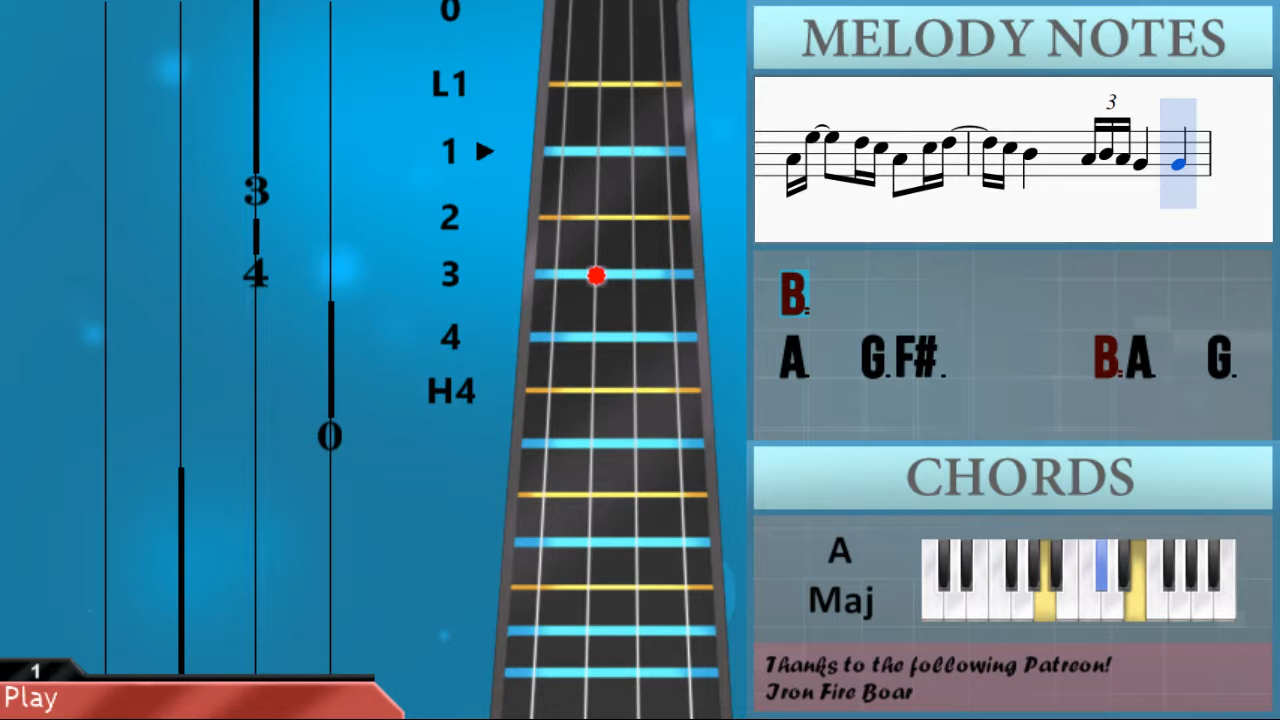 0
L1
1
2
3
4
H4
3
4
0
1
Play
MELODY NOTES
3
B
A G F# B A G
CHORDS
A
Maj
Thanks to the following Patreon!
Iron Fire Boar